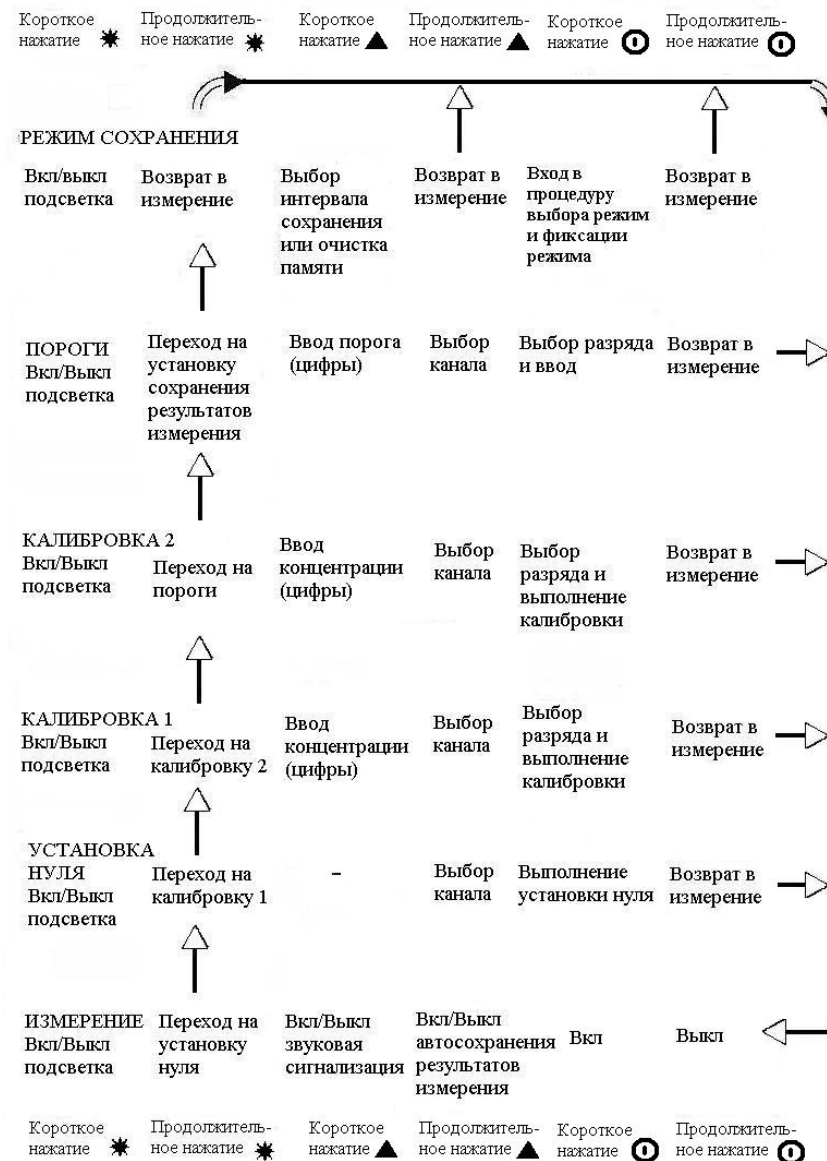 Короткое нажатие
Продолжитель-
ное нажатие
Короткое нажатие
Продолжитель-
ное нажатие
Короткое нажатие
Продолжитель-
ное нажатие
РЕЖИМ СОХРАНЕНИЯ
Вкл/выкл
подсветка
Возврат в
измерение
Выбор
интервала
сохранения
или очистка
памяти
Возврат в
измерение
Вход в
процедуру
выбора режим
и фиксации
режима
Возврат в
измерение
ПОРОГИ
Вкл/Выкл
подсветка
Переход на
установку
сохранения
результатов
измерения
Ввод порога
(цифры)
Выбор
канала
Выбор разряда
и ввод
Возврат в
измерение
КАЛИБРОВКА 2
Вкл/Выкл
подсветка
Переход на
пороги
Ввод
концентрации
(цифры)
Выбор
канала
Выбор
разряда и
выполнение
калибровки
Возврат в
измерение
КАЛИБРОВКА 1
Вкл/Выкл
подсветка
Переход на
калибровку 2
Ввод
концентрации
(цифры)
Выбор
канала
Выбор
разряда и
выполнение
калибровки
Возврат в
измерение
УСТАНОВКА
НУЛЯ
Вкл/Выкл
подсветка
Переход на
калибровку 1
–
Выбор
канала
Выполнение
установки нуля
Возврат в
измерение
ИЗМЕРЕНИЕ
Вкл/Выкл
подсветка
Переход на
установку
нуля
Вкл/Выкл
звуковая
сигнализация
Вкл/Выкл
автосохранения
результатов
измерения
Вкл
Выкл
Короткое
нажатие
Продолжитель-
ное нажатие
Короткое
нажатие
Продолжитель-
ное нажатие
Короткое
нажатие
Продолжитель-
ное нажатие